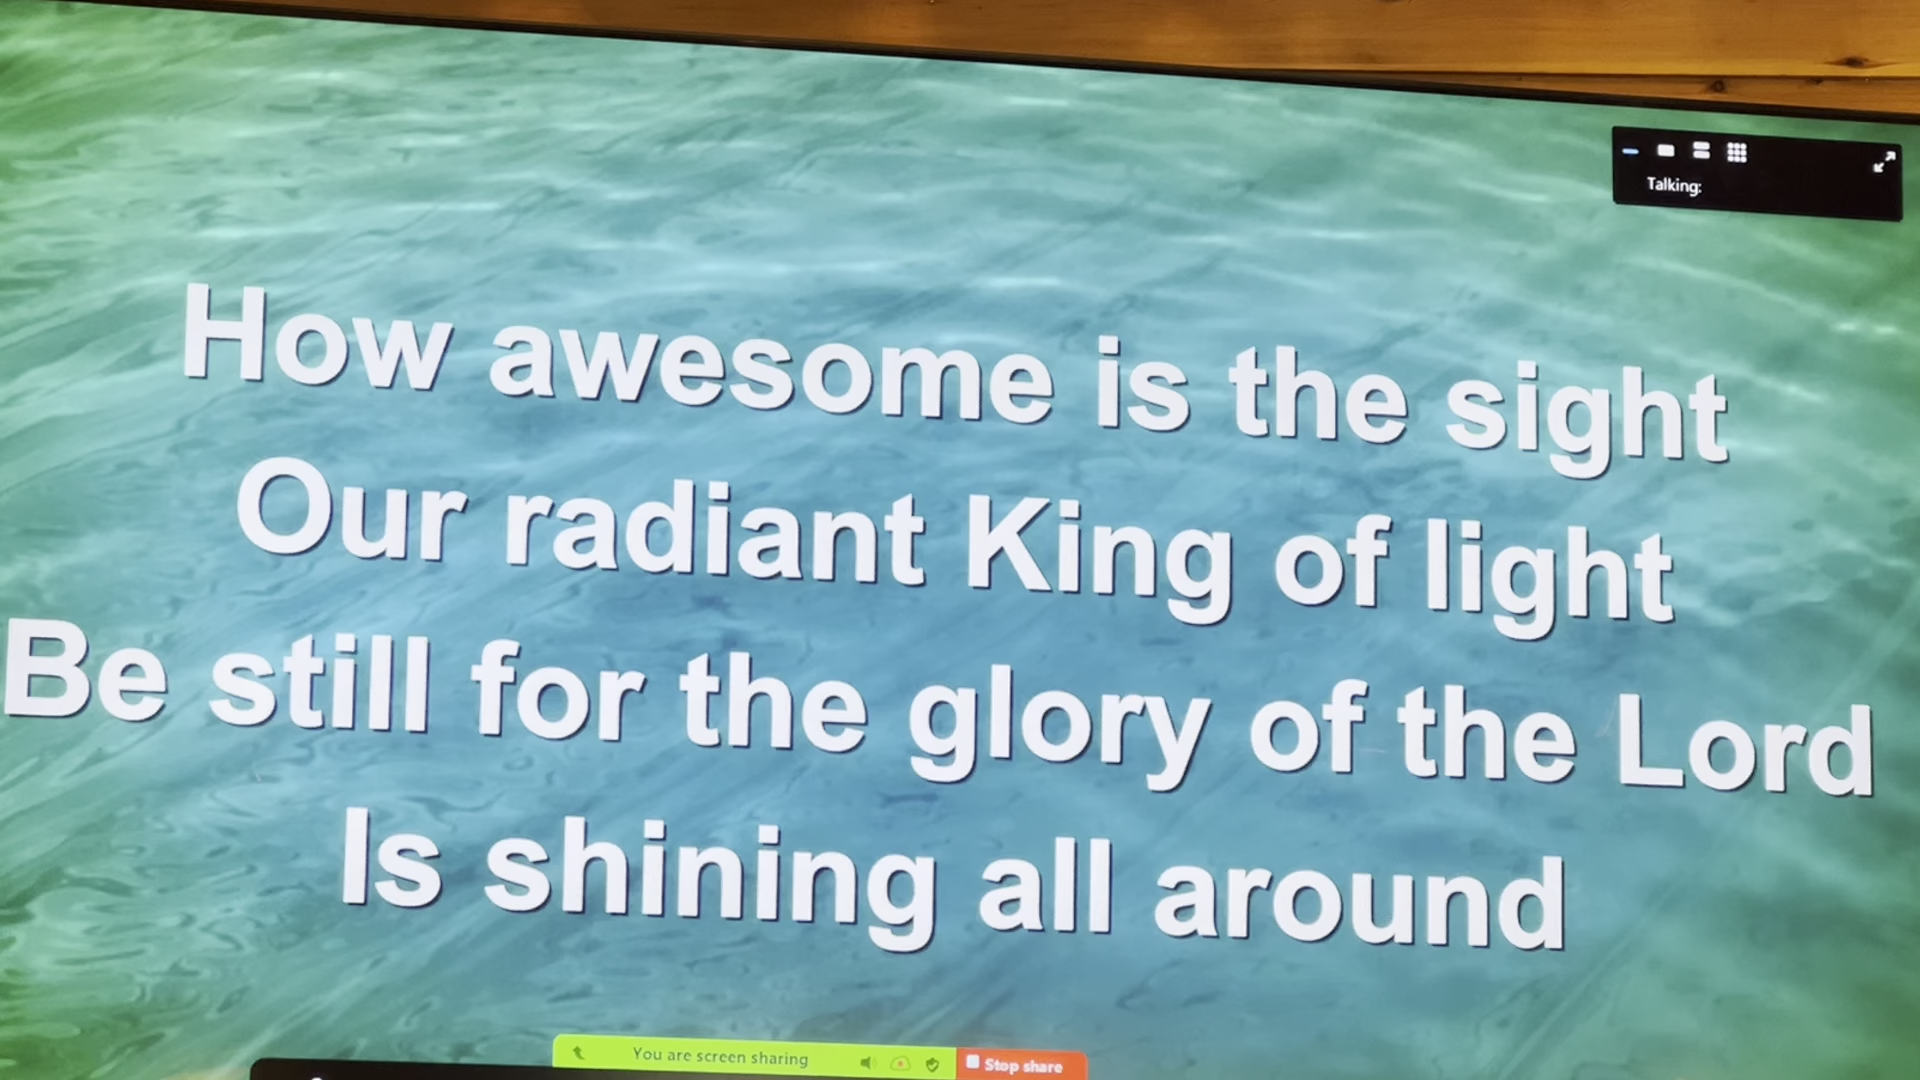 Talking:
How awesome is the sight
Our radiant King of light
Be still for the glory of the Lord
Is shining all around
You are screen sharing
Stop share